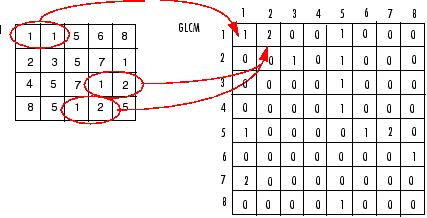 1 1 5 6 8
2 3 5 7 1
4 5 7 1 2
8 5 1 2 5
GLCM
1 2 3 4 5 6 7 8
1 1 2 0 0 1 0 0 0
2 0 0 1 0 1 0 0 0
3 0 0 0 0 1 0 0 0
4 0 0 0 0 1 0 0 0
5 1 0 0 0 0 1 2 0
6 0 0 0 0 0 0 0 1
7 2 0 0 0 0 0 0 0
8 0 0 0 0 1 0 0 0